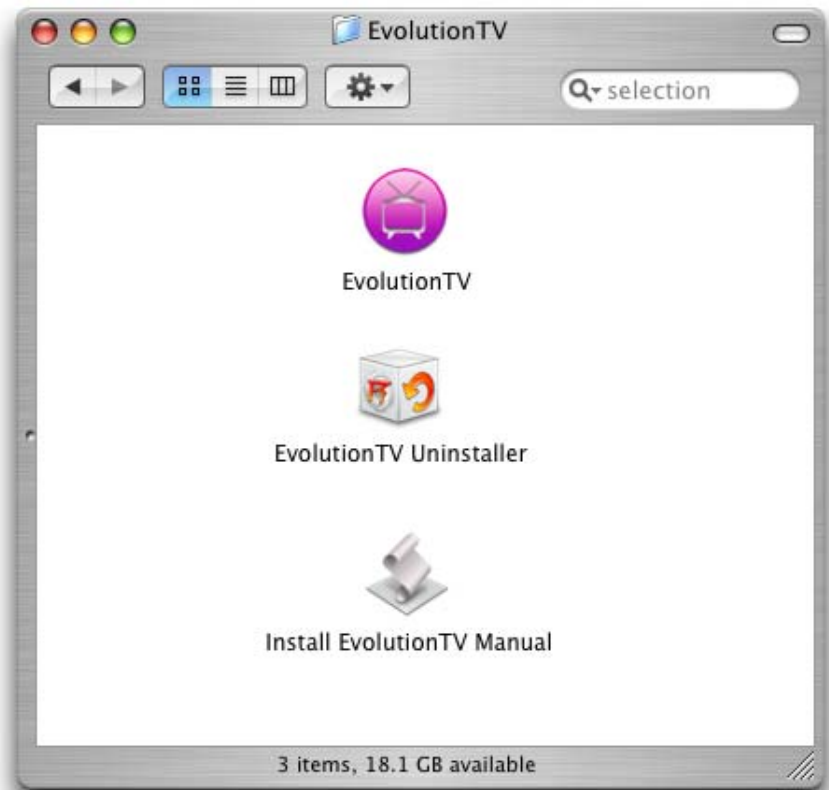 EvolutionTV
selection
EvolutionTV
EvolutionTV Uninstaller
Install EvolutionTV Manual
3 items, 18.1 GB available